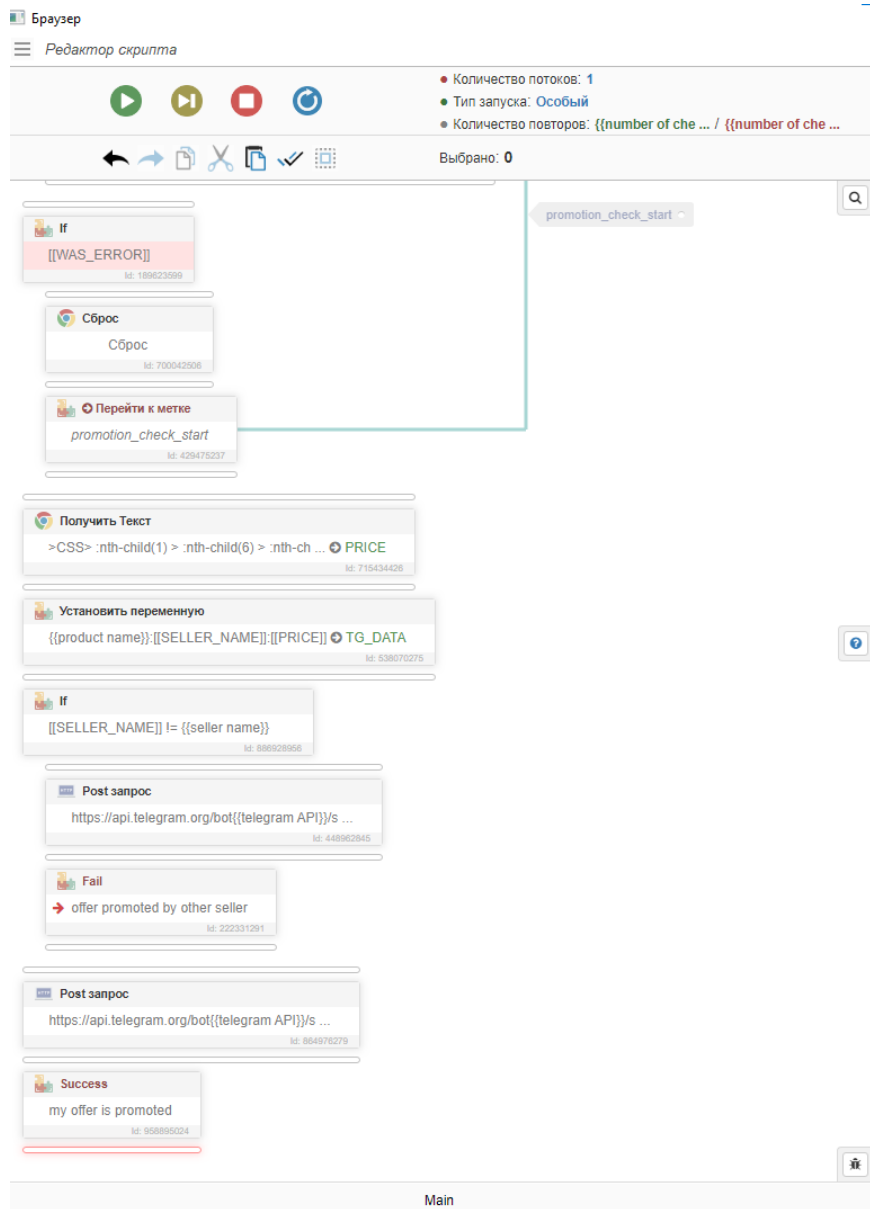 Браузер
Редактор скрипта
Количество потоков: 1
Тип запуска: Особый
Количество повторов: {{number of che ... / {{number of che ...
Выбрано: 0
promotion_check_start
If
[[WAS_ERROR]]
Id: 189623599
Сброс
Сброс
Id: 700042506
Перейти к метке
promotion_check_start
Id: 429475237
Получить Текст
>CSS> :nth-child(1) > :nth-child(6) > :nth-ch ... PRICE
Id: 715434426
Установить переменную
{{product name}}:[[SELLER_NAME]]:[[PRICE]] TG_DATA
Id: 538070275
If
[[SELLER_NAME]] != {{seller name}}
Id: 886928956
Post запрос
https://api.telegram.org/bot{{telegram API}}/s ...
Id: 448962845
Fail
offer promoted by other seller
Id: 222331291
Post запрос
https://api.telegram.org/bot{{telegram API}}/s ...
Id: 864976279
Success
my offer is promoted
Id: 958895024
Main